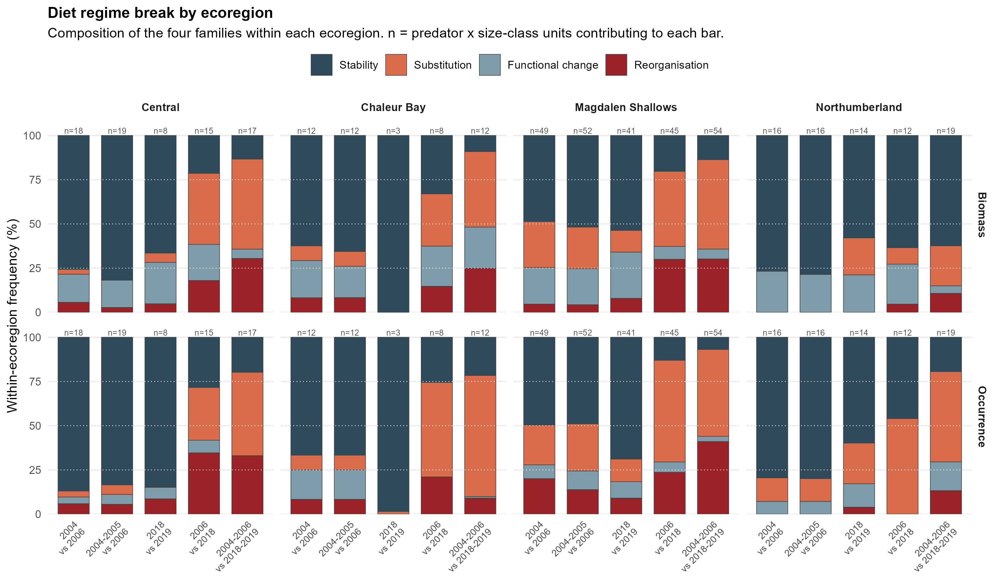 Diet regime break by ecoregion
Composition of the four families within each ecoregion. n = predator x size-class units contributing to each bar.
Stability Substitution Functional change Reorganisation
Central Chaleur Bay Magdalen Shallows Northumberland
n=18 n=19 n=8 n=15 n=17 n=12 n=12 n=3 n=8 n=12 n=49 n=52 n=41 n=45 n=54 n=16 n=16 n=14 n=12 n=19
100
75
50
25
0
Biomass
Within-ecoregion frequency (%)
n=18 n=19 n=8 n=15 n=17 n=12 n=12 n=3 n=8 n=12 n=49 n=52 n=41 n=45 n=54 n=16 n=16 n=14 n=12 n=19
100
75
50
25
0
Occurrence
2004
vs 2006
2004-2005
vs 2006
2018
vs 2019
2006
vs 2018
2004-2006
vs 2018-2019
2004
vs 2006
2004-2005
vs 2006
2018
vs 2019
2006
vs 2018
2004-2006
vs 2018-2019
2004
vs 2006
2004-2005
vs 2006
2018
vs 2019
2006
vs 2018
2004-2006
vs 2018-2019
2004
vs 2006
2004-2005
vs 2006
2018
vs 2019
2006
vs 2018
2004-2006
vs 2018-2019